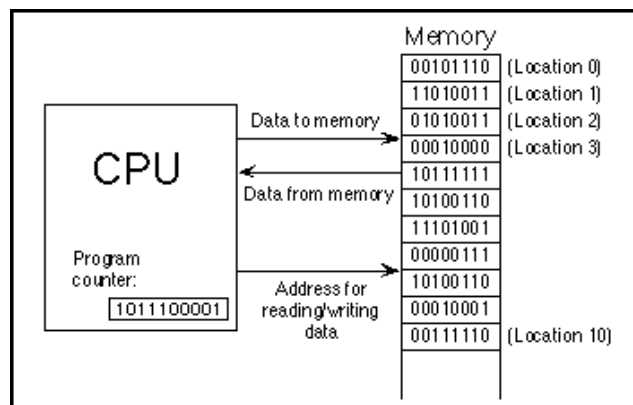 Memory
00101110 (Location 0)
11010011 (Location 1)
01010011 (Location 2)
00010000 (Location 3)
10111111
10100110
11101001
00000111
10100110
00010001
00111110 (Location 10)
Data to memory
Data from memory
Address for
reading/writing
data
CPU
Program
counter:
1011100001